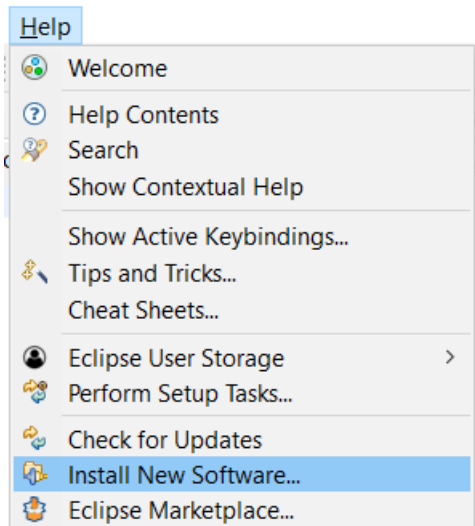 Help
Welcome
Help Contents
Search
Show Contextual Help
Show Active Keybindings...
Tips and Tricks...
Cheat Sheets...
Eclipse User Storage
Perform Setup Tasks...
Check for Updates
Install New Software...
Eclipse Marketplace...